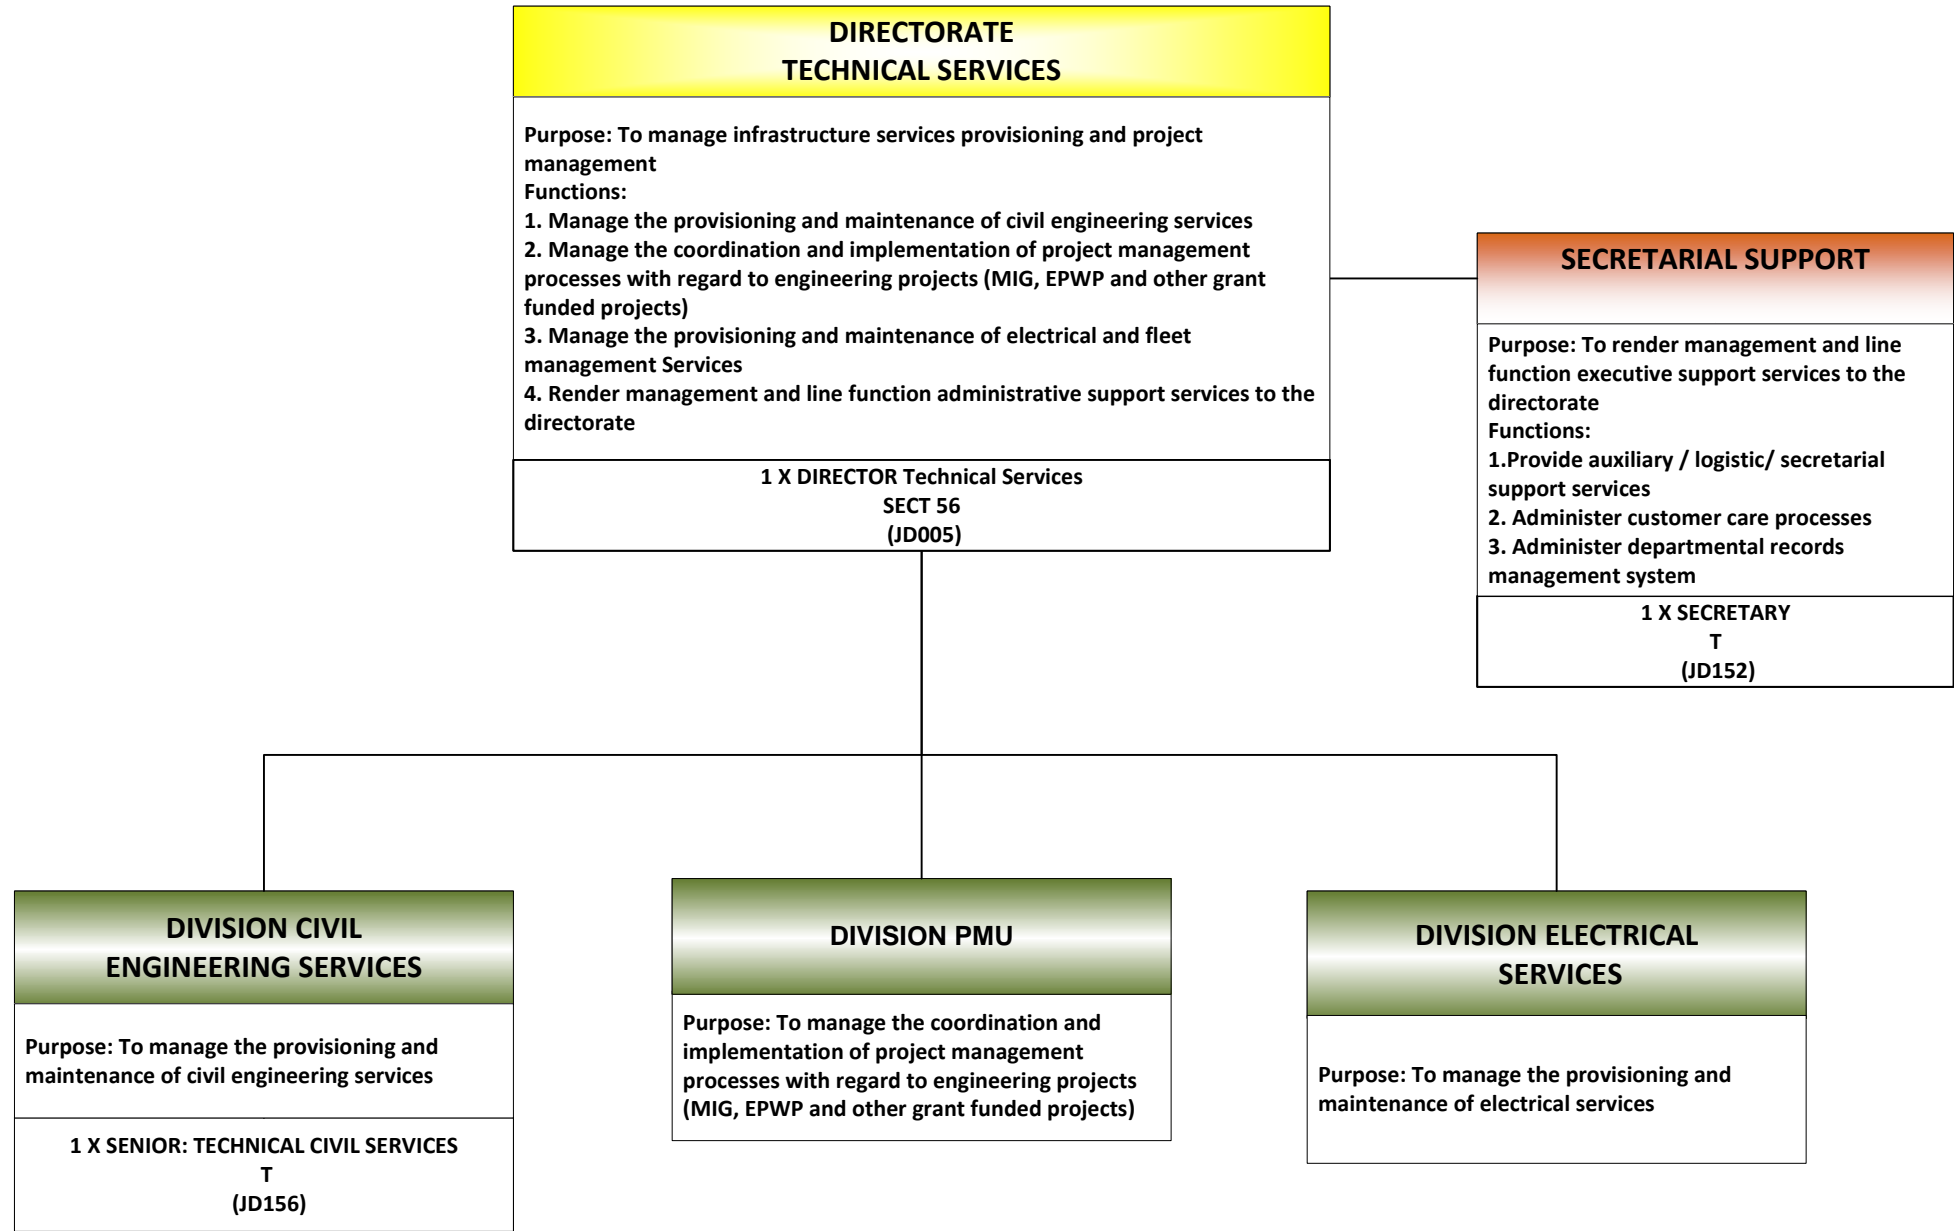 DIRECTORATE
TECHNICAL SERVICES
Purpose: To manage infrastructure services provisioning and project
management
Functions:
1. Manage the provisioning and maintenance of civil engineering services
2. Manage the coordination and implementation of project management
processes with regard to engineering projects (MIG, EPWP and other grant
funded projects)
3. Manage the provisioning and maintenance of electrical and fleet
management Services
4. Render management and line function administrative support services to the
directorate
1 X DIRECTOR Technical Services
SECT 56
(JD005)
SECRETARIAL SUPPORT
Purpose: To render management and line
function executive support services to the
directorate
Functions:
1.Provide auxiliary / logistic/ secretarial
support services
2. Administer customer care processes
3. Administer departmental records
management system
1 X SECRETARY
T
(JD152)
DIVISION CIVIL
ENGINEERING SERVICES
Purpose: To manage the provisioning and
maintenance of civil engineering services
1 X SENIOR: TECHNICAL CIVIL SERVICES
T
(JD156)
DIVISION PMU
Purpose: To manage the coordination and
implementation of project management
processes with regard to engineering projects
(MIG, EPWP and other grant funded projects)
DIVISION ELECTRICAL
SERVICES
Purpose: To manage the provisioning and
maintenance of electrical services